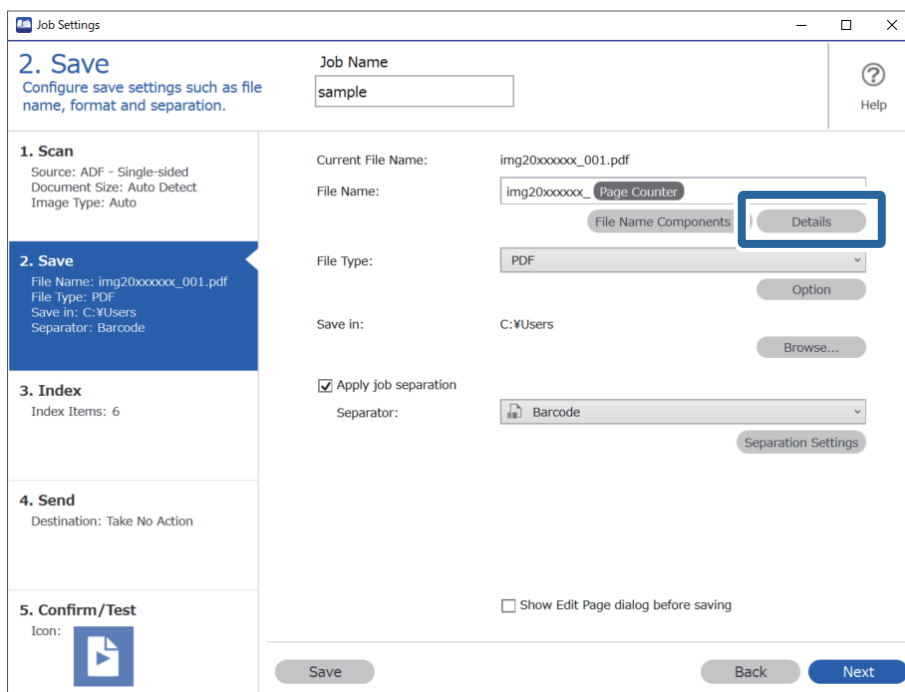 Job Settings
2. Save
Configure save settings such as file
name, format and separation.
Job Name
sample
Help
1. Scan
Source: ADF - Single-sided
Document Size: Auto Detect
Image Type: Auto
2. Save
File Name: img20xxxxxx_001.pdf
File Type: PDF
Save in: C:¥Users
Separator: Barcode
3. Index
Index Items: 6
4. Send
Destination: Take No Action
5. Confirm/Test
Icon:
Current File Name: img20xxxxxx_001.pdf
File Name: img20xxxxxx_ Page Counter
File Name Components Details
File Type: PDF
Option
Save in: C:¥Users
Browse...
Apply job separation
Separator: Barcode
Separation Settings
Show Edit Page dialog before saving
Save Back Next